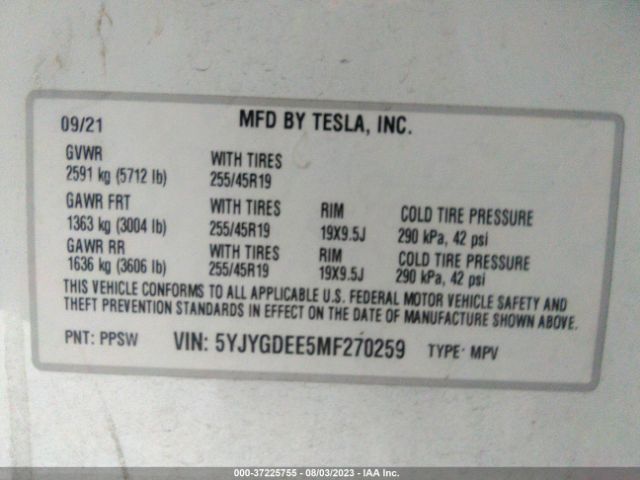 09/21 MFD BY TESLA, INC.
GVWR WITH TIRES
2591 kg (5712 lb) 255/45R19
GAWR FRT WITH TIRES RIM COLD TIRE PRESSURE
1363 kg (3004 lb) 255/45R19 19X9.5J 290 kPa, 42 psi
GAWR RR WITH TIRES RIM COLD TIRE PRESSURE
1636 kg (3606 lb) 255/45R19 19X9.5J 290 kPa, 42 psi
THIS VEHICLE CONFORMS TO ALL APPLICABLE U.S. FEDERAL MOTOR VEHICLE SAFETY AND
THEFT PREVENTION STANDARDS IN EFFECT ON THE DATE OF MANUFACTURE SHOWN ABOVE.
PNT: PPSW VIN: 5YJYGDEE5MF270259 TYPE: MPV
000-37225755 - 08/03/2023 - IAA Inc.